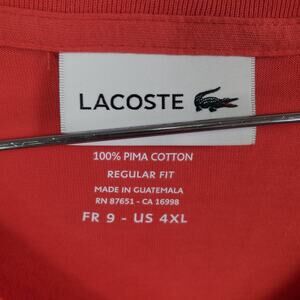 LACOSTE
100% PIMA COTTON
REGULAR FIT
MADE IN GUATEMALA
RN 87651 - CA 16998
FR 9 - US 4XL